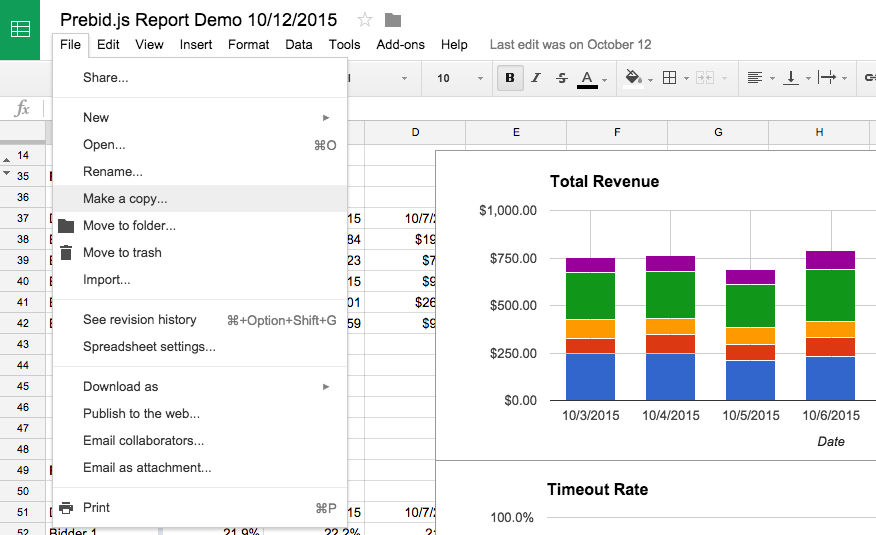 Prebid.js Report Demo 10/12/2015
File Edit View Insert Format Data Tools Add-ons Help Last edit was on October 12
10 B I S A
fx
D E F G H
Share...
New
Open... ⌘O
Rename...
Make a copy...
Move to folder...
Move to trash
Import...
See revision history ⌘+Option+Shift+G
Spreadsheet settings...
Download as
Publish to the web...
Email collaborators...
Email as attachment...
Print ⌘P
14
35
36
37 15 10/7/
38 84 $19
39 23 $7
40 15 $9
41 01 $26
42 59 $9
43
44
45
46
47
48
49
50
51 15 10/7/
52 Bidder 1 21.9% 22.2%
Total Revenue
$1,000.00
$750.00
$500.00
$250.00
$0.00
10/3/2015 10/4/2015 10/5/2015 10/6/2015
Date
Timeout Rate
100.0%